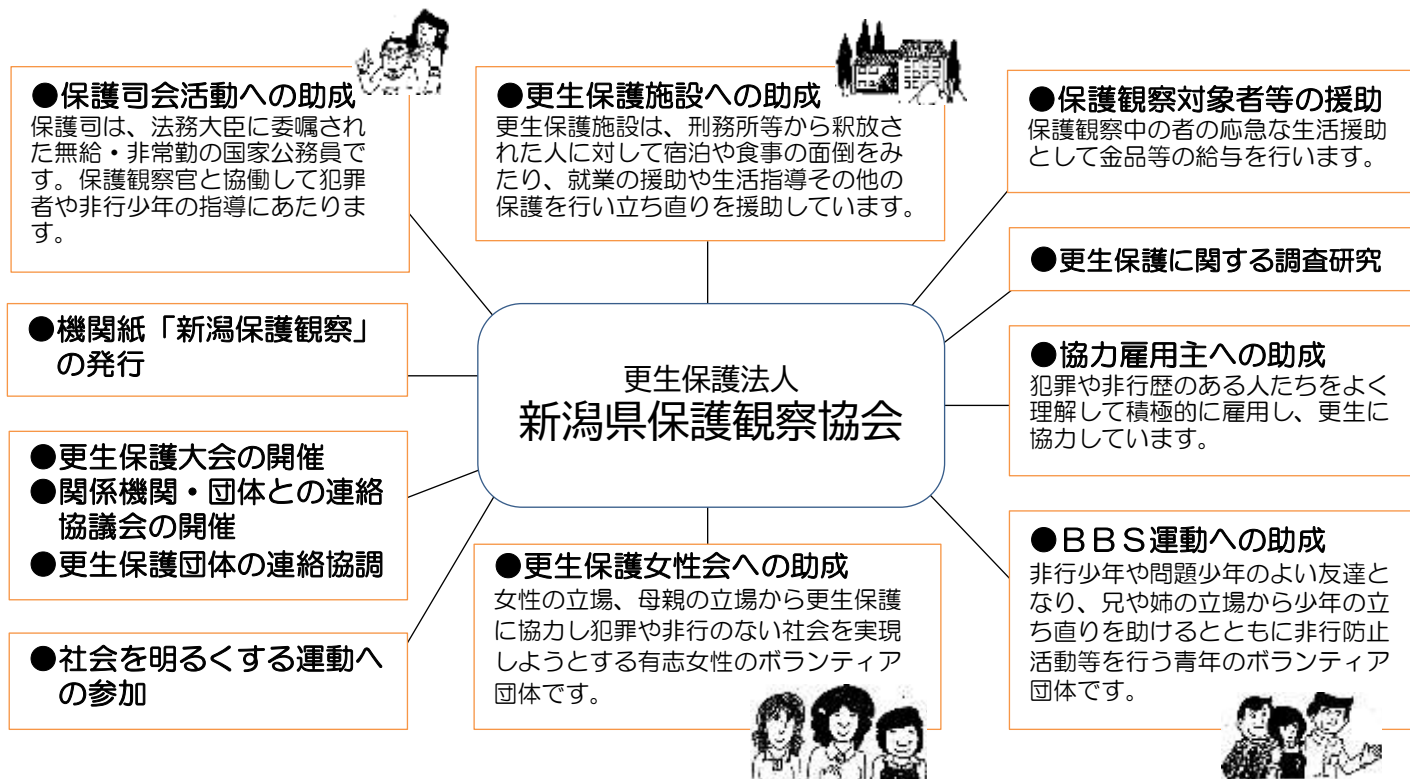 ●保護司会活動への助成
保護司は、法務大臣に委嘱され
た無給・非常勤の国家公務員で
す。保護観察官と協働して犯罪
者や非行少年の指導にあたりま
す。
●更生保護施設への助成
更生保護施設は、刑務所等から釈放さ
れた人に対して宿泊や食事の面倒をみ
たり、就業の援助や生活指導その他の
保護を行い立ち直りを援助しています。
●保護観察対象者等の援助
保護観察中の者の応急な生活援助
として金品等の給与を行います。
●更生保護に関する調査研究
●機関紙「新潟保護観察」
の発行
更生保護法人
新潟県保護観察協会
●協力雇用主への助成
犯罪や非行歴のある人たちをよく
理解して積極的に雇用し、更生に
協力しています。
●更生保護大会の開催
●関係機関・団体との連絡
協議会の開催
●更生保護団体の連絡協調
●社会を明るくする運動へ
の参加
●更生保護女性会への助成
女性の立場、母親の立場から更生保護
に協力し犯罪や非行のない社会を実現
しようとする有志女性のボランティア
団体です。
●ＢＢＳ運動への助成
非行少年や問題少年のよい友達と
なり、兄や姉の立場から少年の立
ち直りを助けるとともに非行防止
活動等を行う青年のボランティア
団体です。